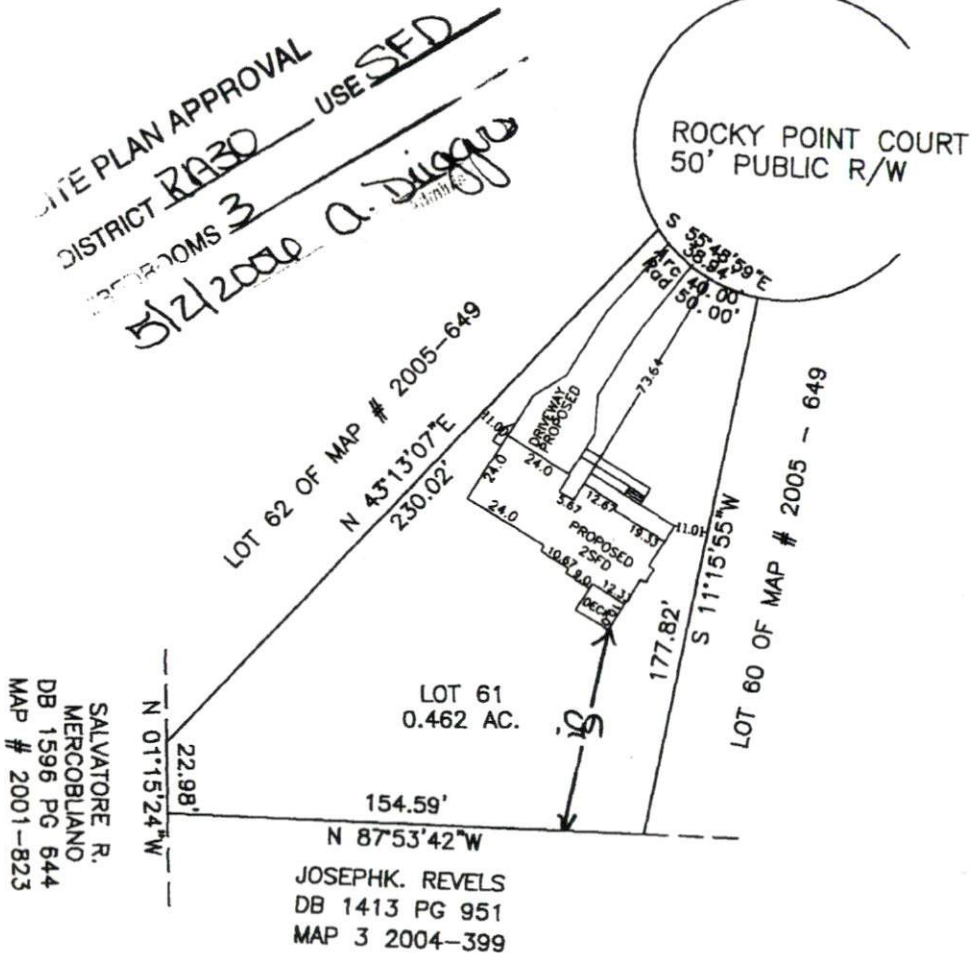 SITE PLAN APPROVAL
DISTRICT RA30 USE SFD
BEDROOMS 3
5/2/2006 A. Driggers
ROCKY POINT COURT
50' PUBLIC R/W
S 55°48'59"E
38.94'
Arc 40.00'
Rad 50.00'
LOT 62 OF MAP # 2005-649
N 43°13'07"E
230.02'
11.00
DRIVEWAY
PROPOSED
73.64
24.0
24.0
24.0
5.67
12.67
19.33
11.01
PROPOSED
2SFD
10.67
9.0
12.33
DECK
S 11°15'55"W
177.82'
LOT 60 OF MAP # 2005 - 649
LOT 61
0.462 AC.
N 01°15'24"W
22.98'
SALVATORE R.
MERCOBLIANO
DB 1596 PG 644
MAP # 2001-823
154.59'
N 87°53'42"W
JOSEPHK. REVELS
DB 1413 PG 951
MAP 3 2004-399